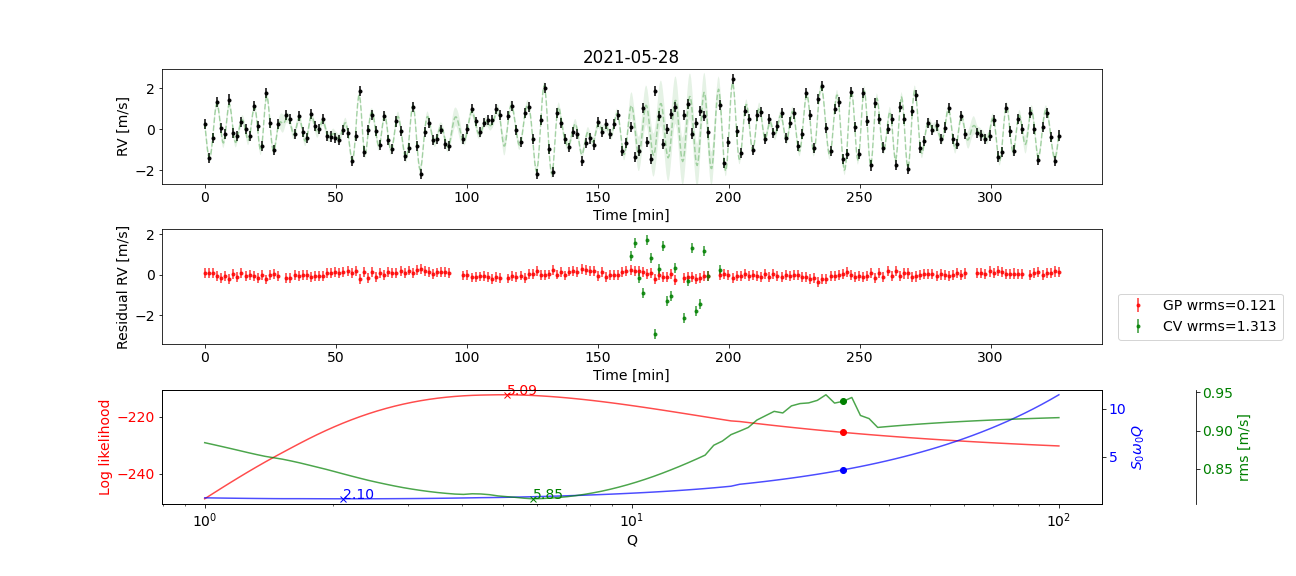 2021-05-28
RV [m/s]
2
0
−2
0 50 100 150 200 250 300
Time [min]
Residual RV [m/s]
2
0
−2
0 50 100 150 200 250 300
Time [min]
GP wrms=0.121
CV wrms=1.313
Log likelihood
−220
−240
5.09
2.10
5.85
10
5
S₀ω₀Q
0.95
0.90
0.85
rms [m/s]
10⁰ 10¹ 10²
Q